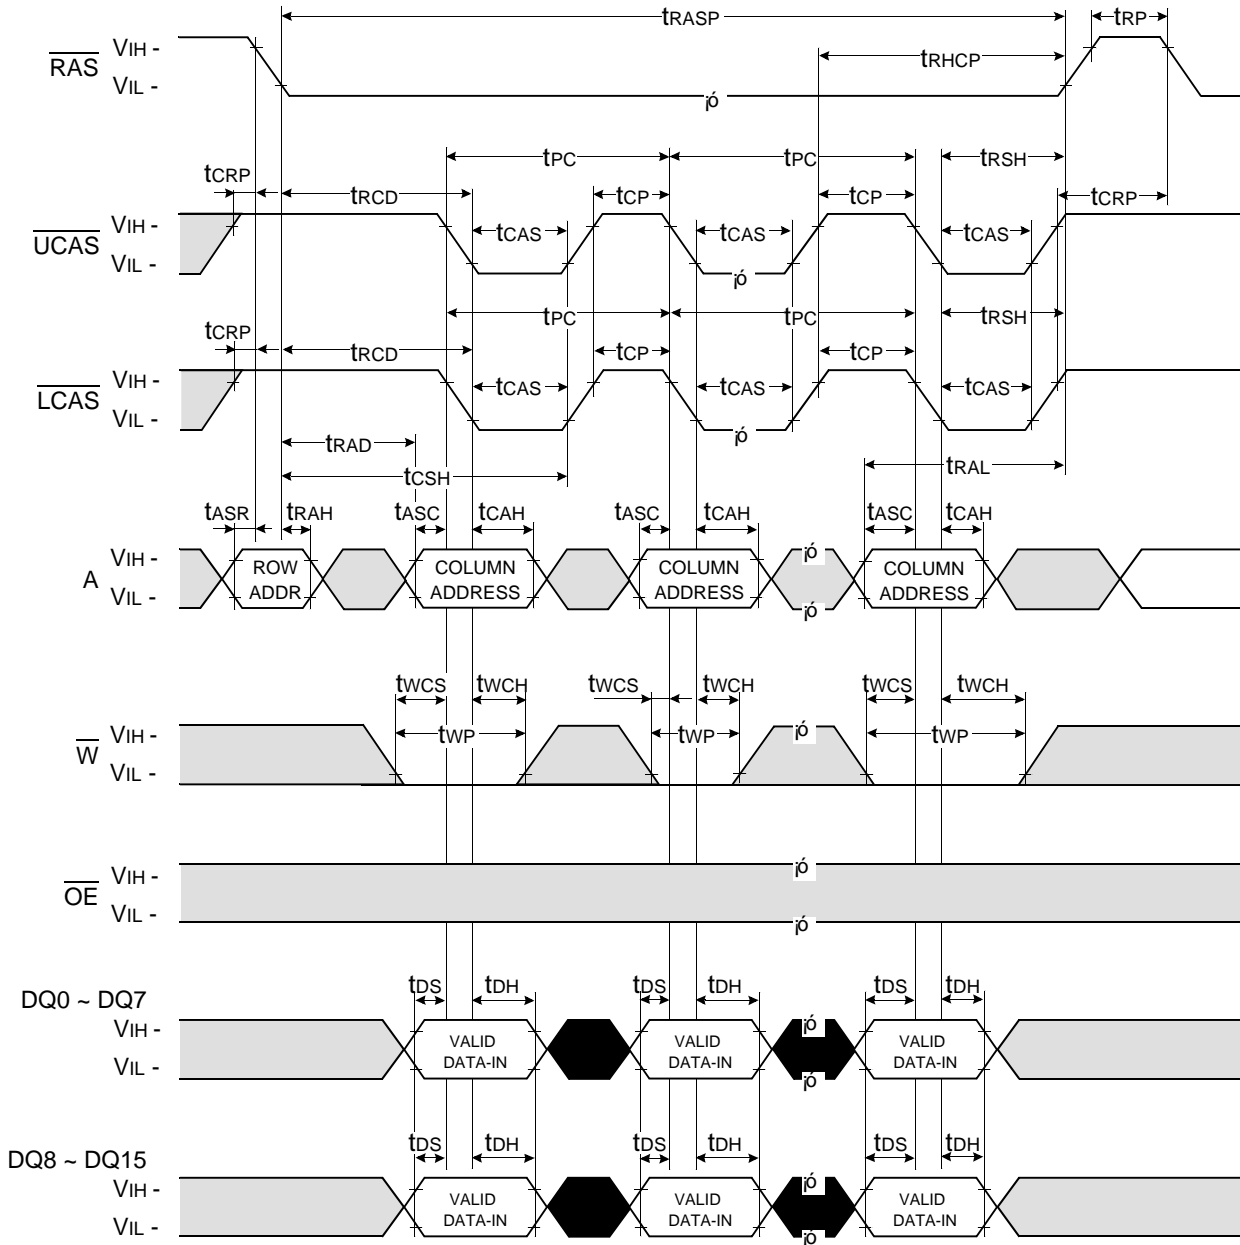 tRASP tRP
RAS VIH -
VIL -
tRHCP
¡ó
tPC tPC tRSH
tCRP tRCD tCP tCP tCRP
UCAS VIH -
VIL -
tCAS tCAS tCAS
¡ó
tPC tPC tRSH
tCRP tRCD tCP tCP
LCAS VIH -
VIL -
tCAS tCAS tCAS
¡ó
tRAD
tCSH tRAL
tASR tRAH tASC tCAH tASC tCAH tASC tCAH
A VIH -
VIL -
ROW ADDR
COLUMN ADDRESS
COLUMN ADDRESS
¡ó
¡ó
COLUMN ADDRESS
tWCS tWCH tWCS tWCH tWCS tWCH
tWP tWP tWP
W VIH -
VIL -
¡ó
OE VIH -
VIL -
¡ó
¡ó
tDS tDH tDS tDH tDS tDH
DQ0 ~ DQ7
VIH -
VIL -
VALID DATA-IN
VALID DATA-IN
¡ó
¡ó
VALID DATA-IN
tDS tDH tDS tDH tDS tDH
DQ8 ~ DQ15
VIH -
VIL -
VALID DATA-IN
VALID DATA-IN
¡ó
¡ó
VALID DATA-IN